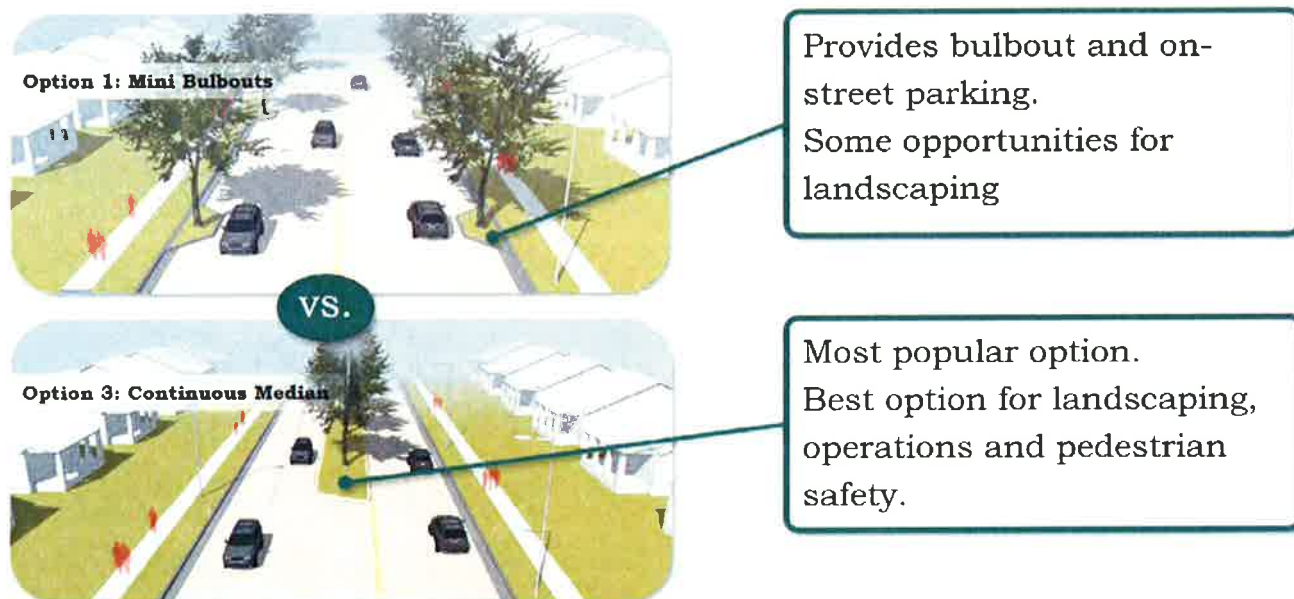 Option 1: Mini Bulbouts
Provides bulbout and on-
street parking.
Some opportunities for
landscaping
vs.
Option 3: Continuous Median
Most popular option.
Best option for landscaping,
operations and pedestrian
safety.